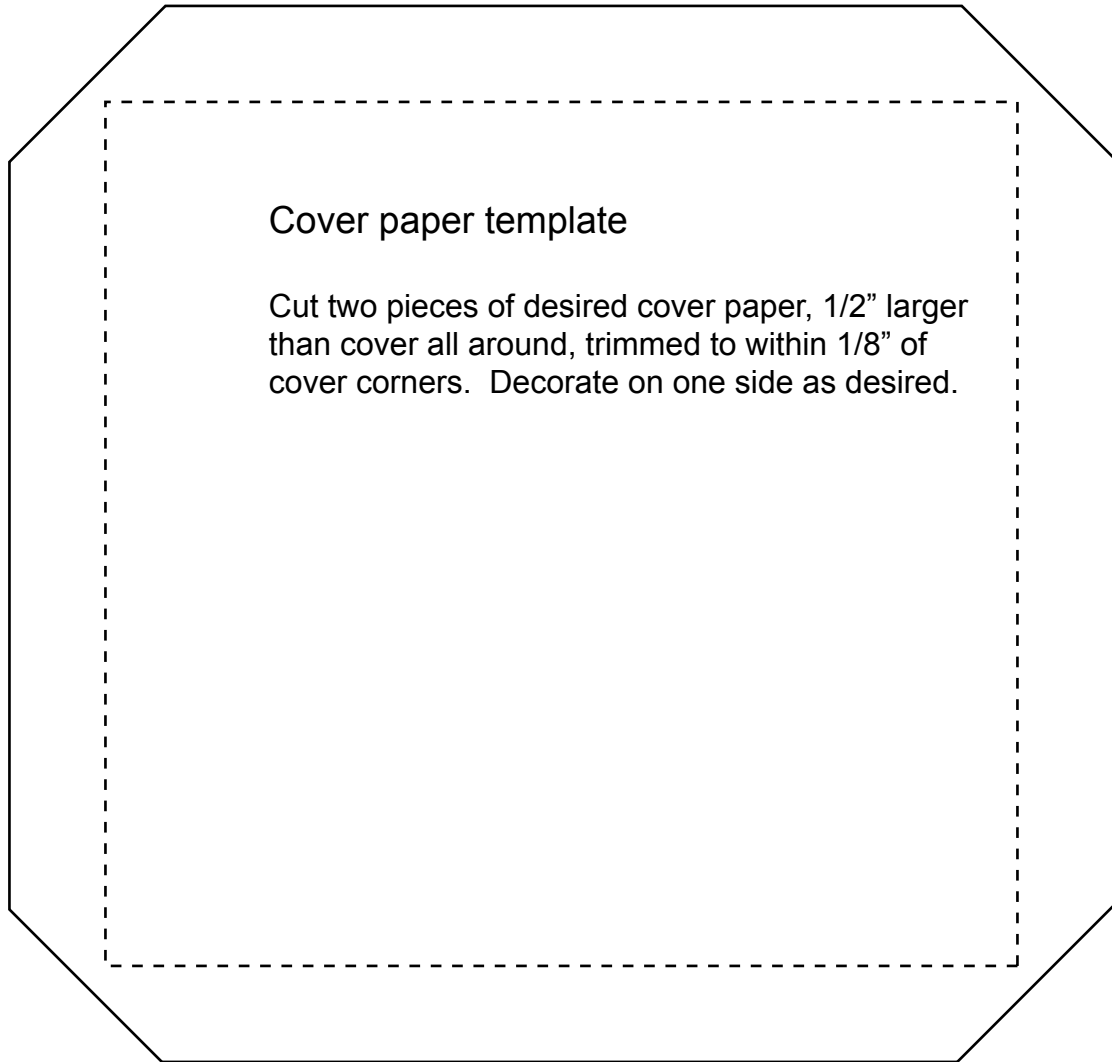 Cover paper template
Cut two pieces of desired cover paper, 1/2” larger
than cover all around, trimmed to within 1/8” of
cover corners.  Decorate on one side as desired.